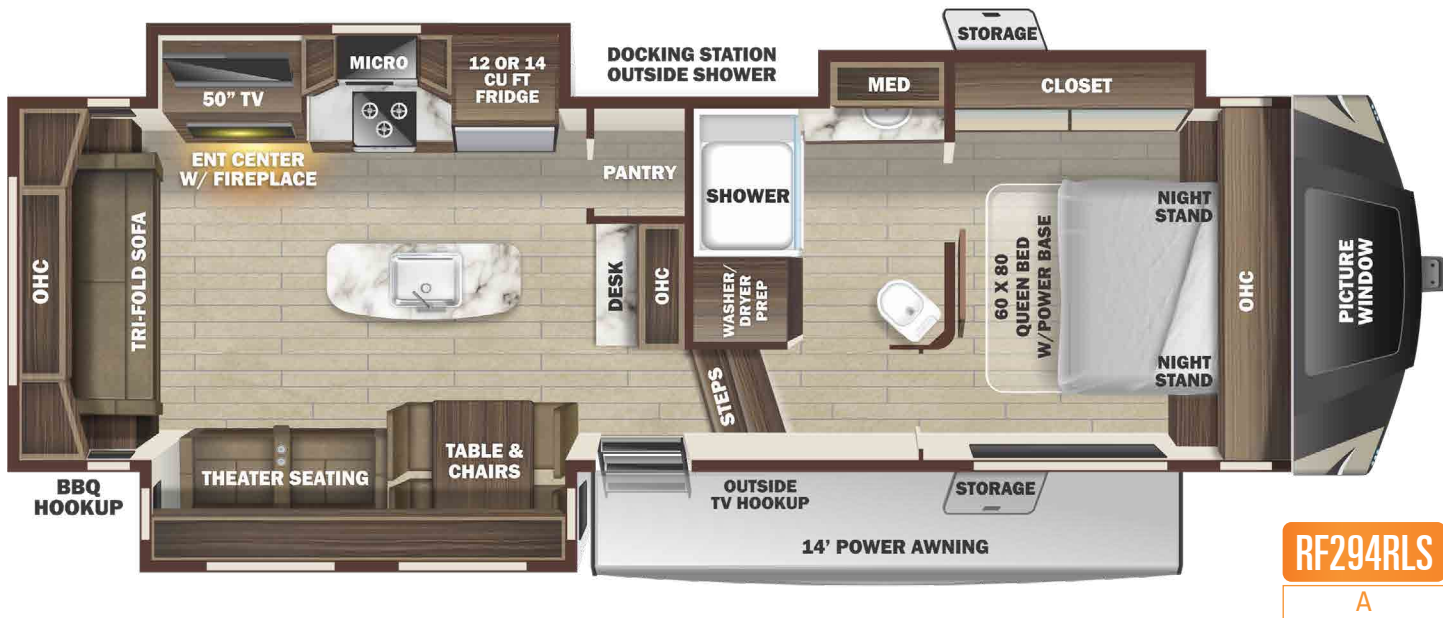 STORAGE
DOCKING STATION
OUTSIDE SHOWER
MICRO
12 OR 14
CU FT
FRIDGE
50” TV
MED
CLOSET
ENT CENTER
W/ FIREPLACE
PANTRY
SHOWER
NIGHT
STAND
OHC
TRI-FOLD SOFA
DESK
OHC
WASHER/
DRYER
PREP
60 X 80
QUEEN BED
W/POWER BASE
OHC
PICTURE
WINDOW
NIGHT
STAND
STEPS
TABLE &
CHAIRS
THEATER SEATING
BBQ
HOOKUP
OUTSIDE
TV HOOKUP
STORAGE
14’ POWER AWNING
RF294RLS
A